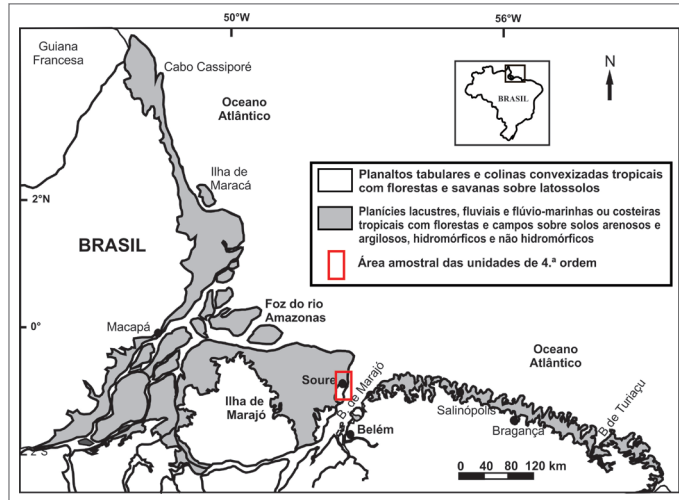 50°W
56°W
Guiana
Francesa
Cabo Cassiporé
Oceano
Atlântico
N
BRASIL
Ilha de
Maracá
Planaltos tabulares e colinas convexizadas tropicais
com florestas e savanas sobre latossolos
Planícies lacustres, fluviais e flúvio-marinhas ou costeiras
tropicais com florestas e campos sobre solos arenosos e
argilosos, hidromórficos e não hidromórficos
Área amostral das unidades de 4.ª ordem
2°N
BRASIL
Foz do rio
Amazonas
0°
Macapá
Oceano
Atlântico
Soure
B. de Marajó
Ilha de
Marajó
Salinópolis
B. de Turiaçu
Belém
Bragança
2°S
0 40 80 120 km